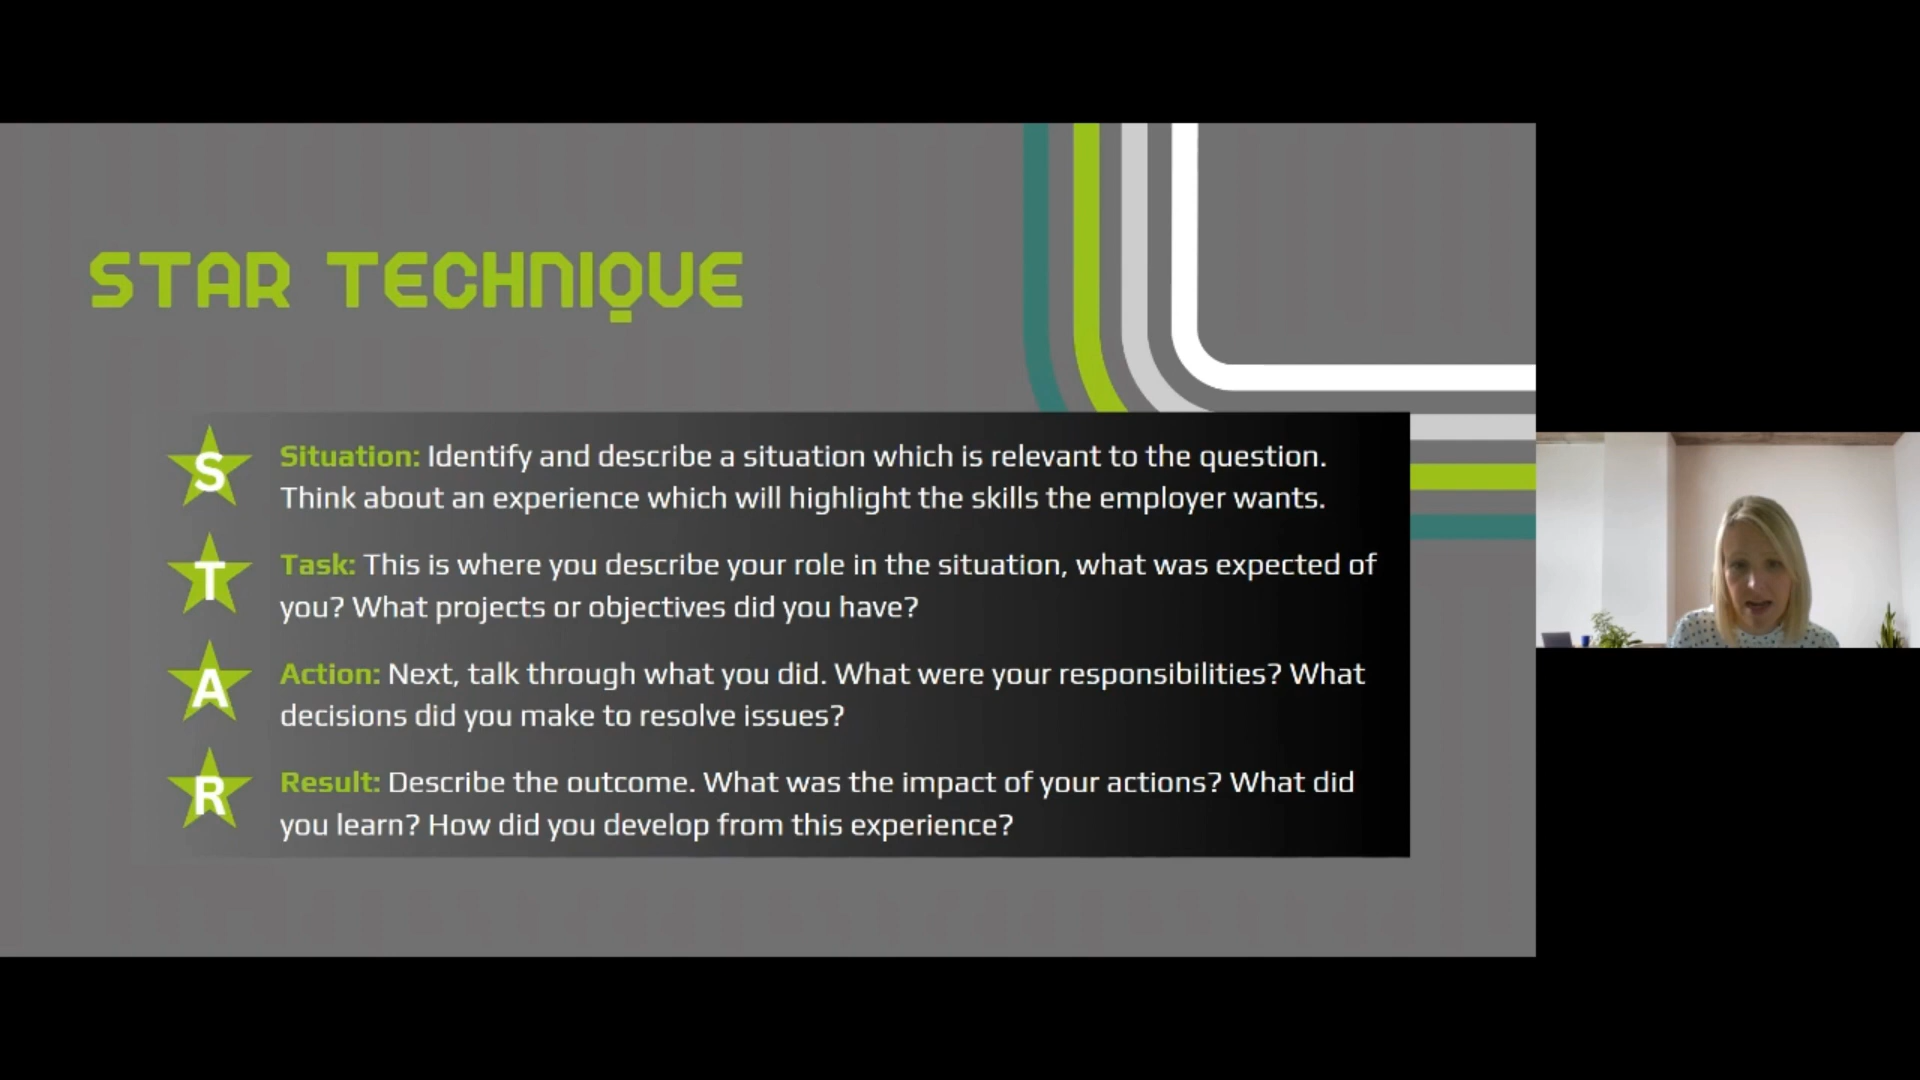 STAR TECHNIQUE
S
Situation: Identify and describe a situation which is relevant to the question.
Think about an experience which will highlight the skills the employer wants.
T
Task: This is where you describe your role in the situation, what was expected of
you? What projects or objectives did you have?
A
Action: Next, talk through what you did. What were your responsibilities? What
decisions did you make to resolve issues?
R
Result: Describe the outcome. What was the impact of your actions? What did
you learn? How did you develop from this experience?